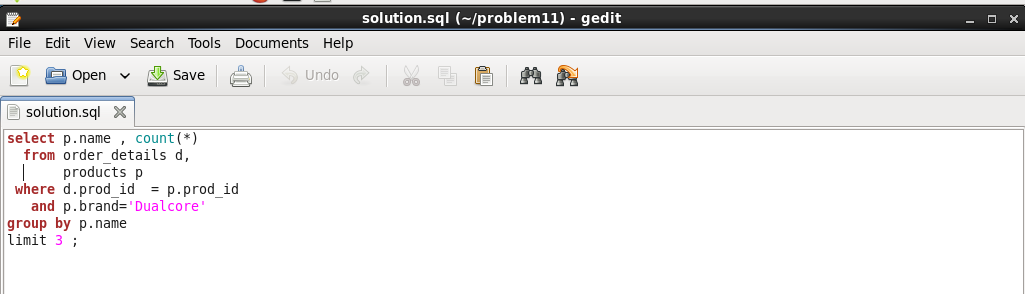 solution.sql (~/problem11) - gedit
File Edit View Search Tools Documents Help
Open Save Undo
solution.sql
select p.name , count(*)
  from order_details d,
       products p
 where d.prod_id  = p.prod_id
   and p.brand='Dualcore'
group by p.name
limit 3 ;